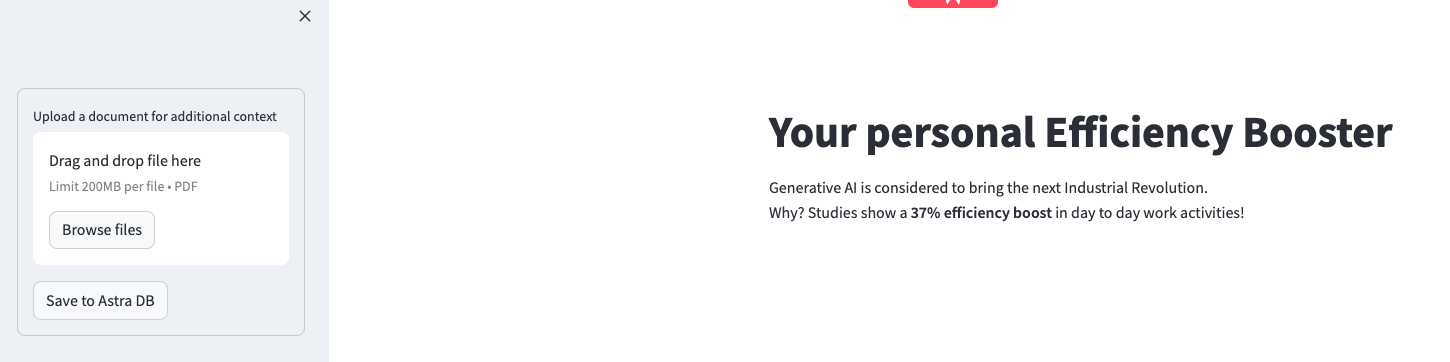 Upload a document for additional context
Drag and drop file here
Limit 200MB per file • PDF
Browse files
Save to Astra DB
Your personal Efficiency Booster
Generative AI is considered to bring the next Industrial Revolution.
Why? Studies show a 37% efficiency boost in day to day work activities!